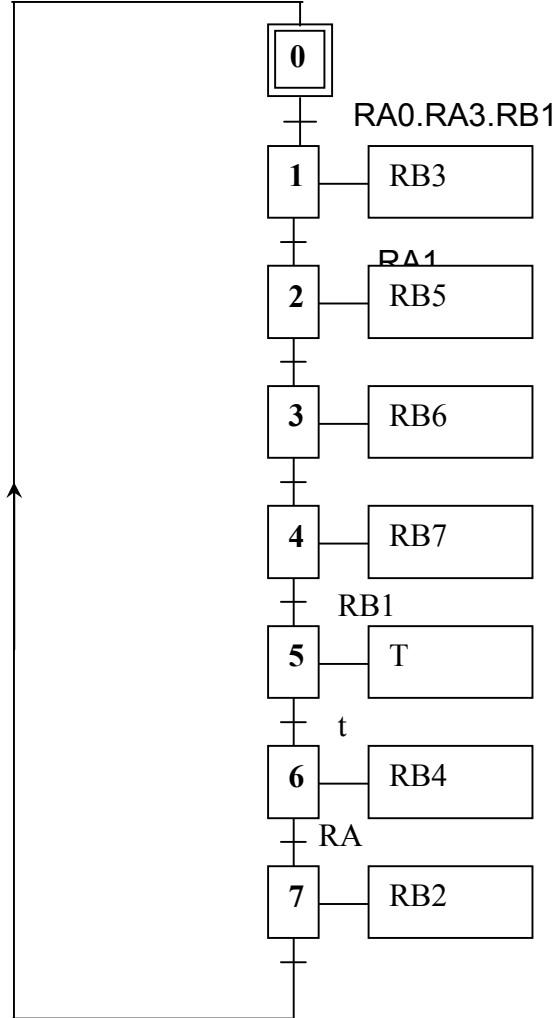 0
RA0.RA3.RB1
1 RB3
RA1
2 RB5
3 RB6
4 RB7
RB1
5 T
t
6 RB4
RA
7 RB2